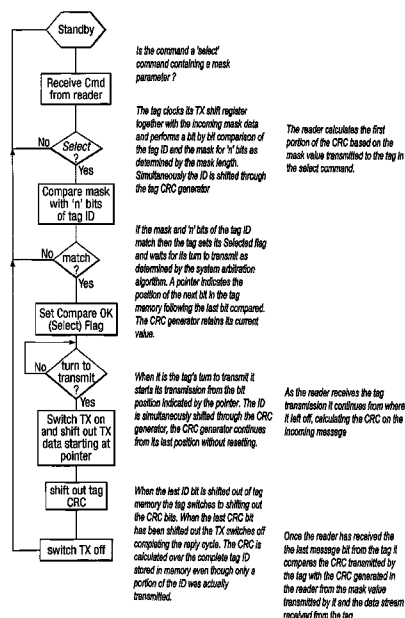 Standby
Receive Cmd
from reader
No
Select
?
Yes
Compare mask
with 'n' bits
of tag ID
No
match
?
Yes
Set Compare OK
(Select) Flag
No
turn to
transmit
?
Yes
Switch TX on
and shift out TX
data starting at
pointer
shift out tag
CRC
switch TX off
Is the command a 'select'
command containing a mask
parameter ?
The tag clocks its TX shift register
together with the incoming mask data
and performs a bit by bit comparison of
the tag ID end the mask for 'n' bits as
determined by the mask length.
Simultaneously the ID is shifted through
the tag CRC generator
if the mask and 'n' bits of the tag ID
match then the tag sets its Selected flag
and waits for its turn to transmit as
determined by the system arbitration
algorithm. A pointer indicates the
position of the next bit in the tag
memory following the last bit compared.
The CRC generator retains its current
value.
When it is the tag's turn to transmit it
starts its transmission from the bit
position indicated by the pointer. The ID
is simultaneously shifted through the CRC
generator, the CRC generator continues
from its last position without resetting.
When the last ID bit is shifted out of tag
memory the tag switches to shifting out
the CRC bits. When the last CRC bit
has been shifted out the TX switches off
completing the reply cycle. The CRC is
calculated over the complete tag ID
stored in memory even though only a
portion of the ID was actually
transmitted.
The reader calculates the first
portion of the CRC based on the
mask value transmitted to the tag in
the select command.
As the reader receives the tag
transmission it continues from where
it left off, calculating the CRC on the
incoming message
Once the reader has received the
the last message bit from the tag it
compares the CRC transmitted by
the tag with the CRC generated in
the reader from the mask value
transmitted by it and the data stream
received from the tag